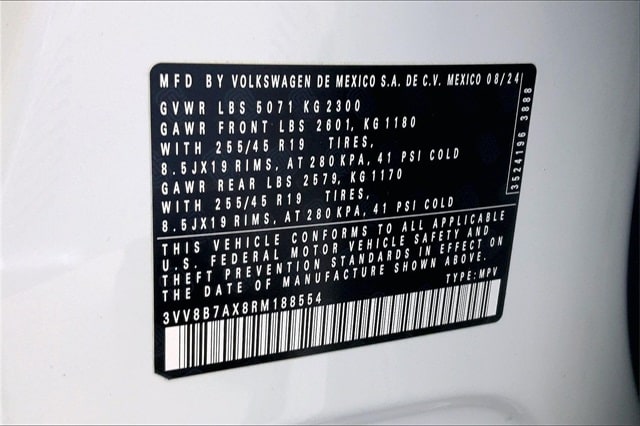 MFD BY VOLKSWAGEN DE MEXICO S.A. DE C.V. MEXICO 08/24
GVWR LBS 5071 KG 2300
GAWR FRONT LBS 2601, KG 1180
WITH 255/45 R19 TIRES,
8.5JX19 RIMS, AT 280 KPA, 41 PSI COLD
GAWR REAR LBS 2579, KG 1170
WITH 255/45 R19 TIRES,
8.5JX19 RIMS, AT 280 KPA, 41 PSI COLD
3524196 3888
THIS VEHICLE CONFORMS TO ALL APPLICABLE
U.S. FEDERAL MOTOR VEHICLE SAFETY AND
THEFT PREVENTION STANDARDS IN EFFECT ON
THE DATE OF MANUFACTURE SHOWN ABOVE.
TYPE: MPV
3VV8B7AX8RM188554